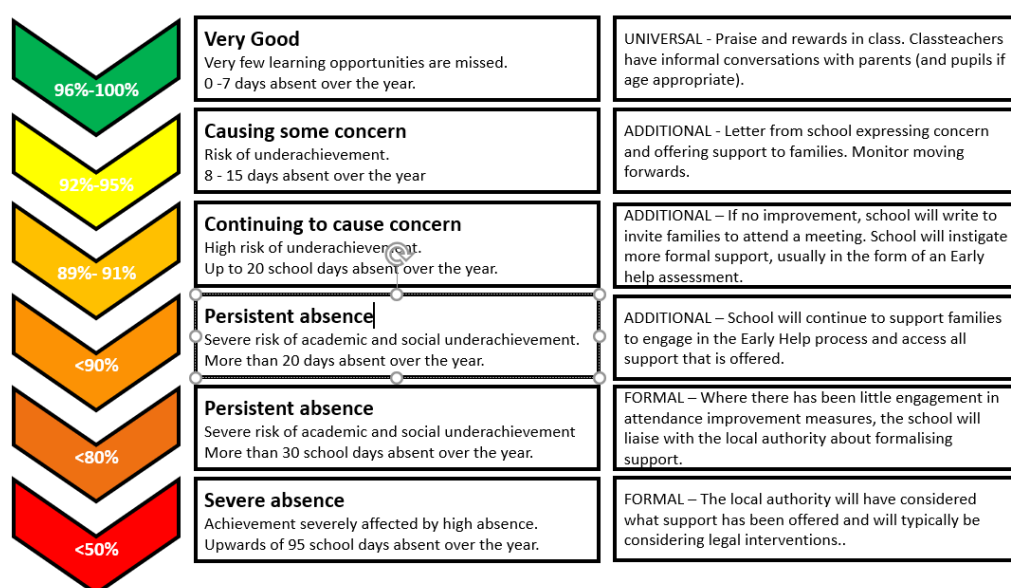 96%-100%
Very Good
Very few learning opportunities are missed.
0 -7 days absent over the year.
UNIVERSAL - Praise and rewards in class. Classteachers
have informal conversations with parents (and pupils if
age appropriate).
92%-95%
Causing some concern
Risk of underachievement.
8 - 15 days absent over the year
ADDITIONAL - Letter from school expressing concern
and offering support to families. Monitor moving
forwards.
89%- 91%
Continuing to cause concern
High risk of underachievement.
Up to 20 school days absent over the year.
ADDITIONAL – If no improvement, school will write to
invite families to attend a meeting. School will instigate
more formal support, usually in the form of an Early
help assessment.
<90%
Persistent absence
Severe risk of academic and social underachievement.
More than 20 days absent over the year.
ADDITIONAL – School will continue to support families
to engage in the Early Help process and access all
support that is offered.
<80%
Persistent absence
Severe risk of academic and social underachievement
More than 30 school days absent over the year.
FORMAL – Where there has been little engagement in
attendance improvement measures, the school will
liaise with the local authority about formalising
support.
<50%
Severe absence
Achievement severely affected by high absence.
Upwards of 95 school days absent over the year.
FORMAL – The local authority will have considered
what support has been offered and will typically be
considering legal interventions..